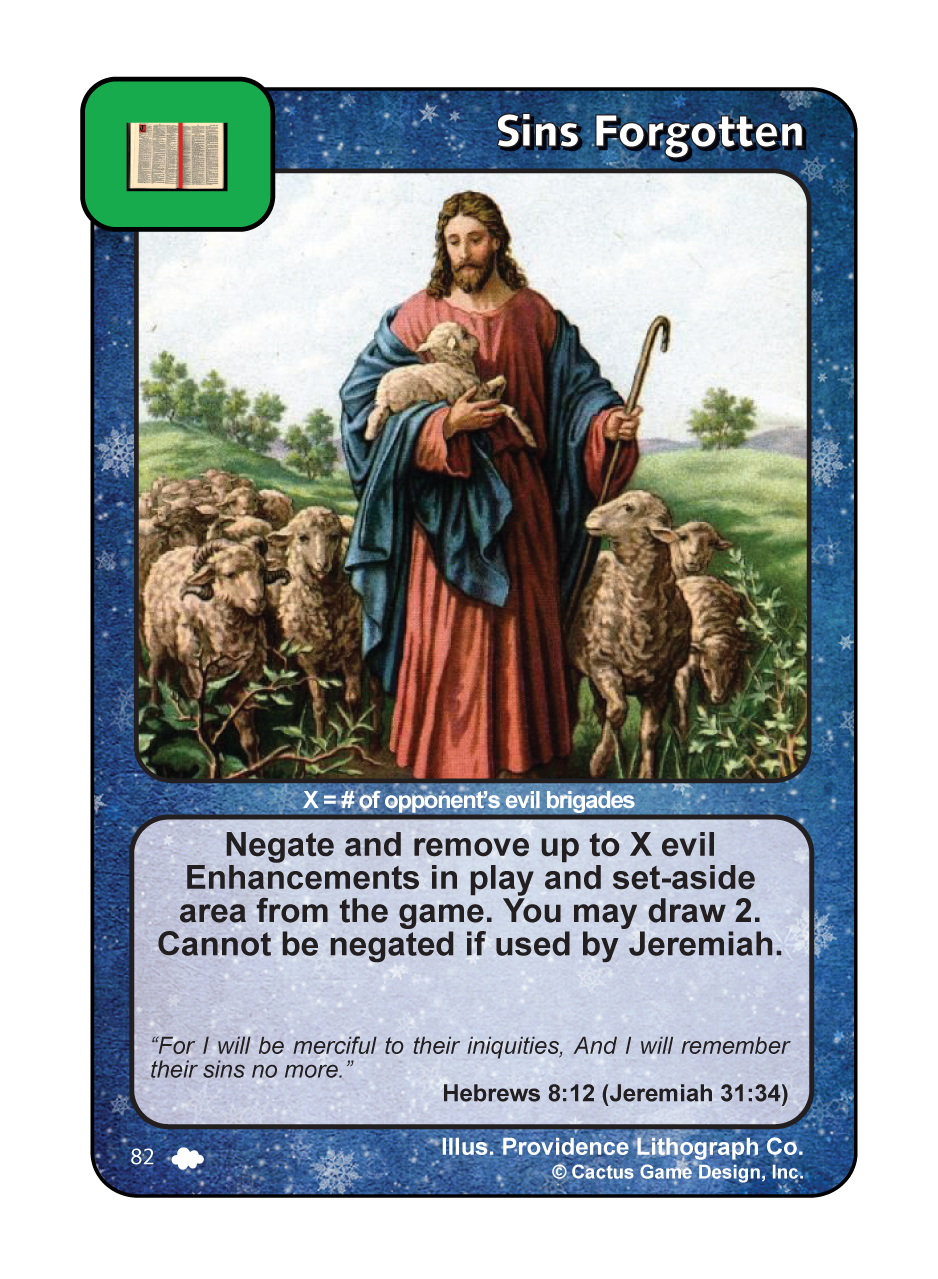 Sins Forgotten
X = # of opponent's evil brigades
Negate and remove up to X evil
Enhancements in play and set-aside
area from the game. You may draw 2.
Cannot be negated if used by Jeremiah.
“For I will be merciful to their iniquities, And I will remember
their sins no more.”
Hebrews 8:12 (Jeremiah 31:34)
82
Illus. Providence Lithograph Co.
© Cactus Game Design, Inc.